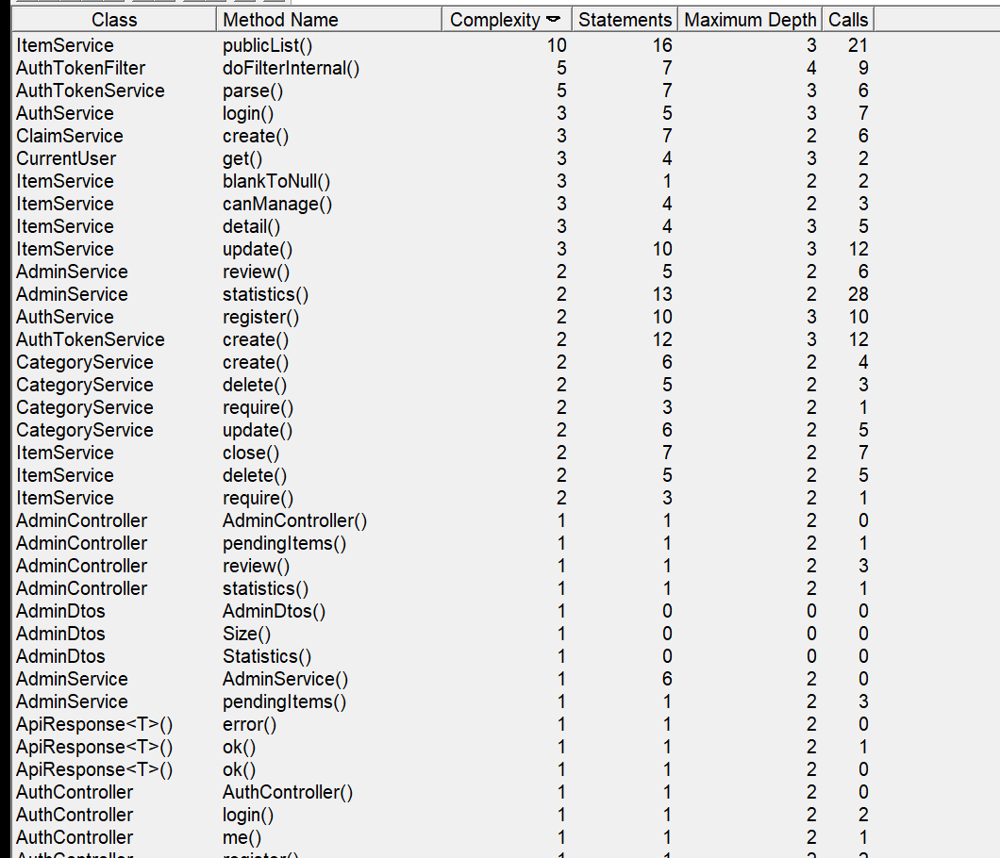 Class Method Name Complexity Statements Maximum Depth Calls
ItemService publicList() 10 16 3 21
AuthTokenFilter doFilterInternal() 5 7 4 9
AuthTokenService parse() 5 7 3 6
AuthService login() 3 5 3 7
ClaimService create() 3 7 2 6
CurrentUser get() 3 4 3 2
ItemService blankToNull() 3 1 2 2
ItemService canManage() 3 4 2 3
ItemService detail() 3 4 3 5
ItemService update() 3 10 3 12
AdminService review() 2 5 2 6
AdminService statistics() 2 13 2 28
AuthService register() 2 10 3 10
AuthTokenService create() 2 12 3 12
CategoryService create() 2 6 2 4
CategoryService delete() 2 5 2 3
CategoryService require() 2 3 2 1
CategoryService update() 2 6 2 5
ItemService close() 2 7 2 7
ItemService delete() 2 5 2 5
ItemService require() 2 3 2 1
AdminController AdminController() 1 1 2 0
AdminController pendingItems() 1 1 2 1
AdminController review() 1 1 2 3
AdminController statistics() 1 1 2 1
AdminDtos AdminDtos() 1 0 0 0
AdminDtos Size() 1 0 0 0
AdminDtos Statistics() 1 0 0 0
AdminService AdminService() 1 6 2 0
AdminService pendingItems() 1 1 2 3
ApiResponse<T>() error() 1 1 2 0
ApiResponse<T>() ok() 1 1 2 1
ApiResponse<T>() ok() 1 1 2 0
AuthController AuthController() 1 1 2 0
AuthController login() 1 1 2 2
AuthController me() 1 1 2 1